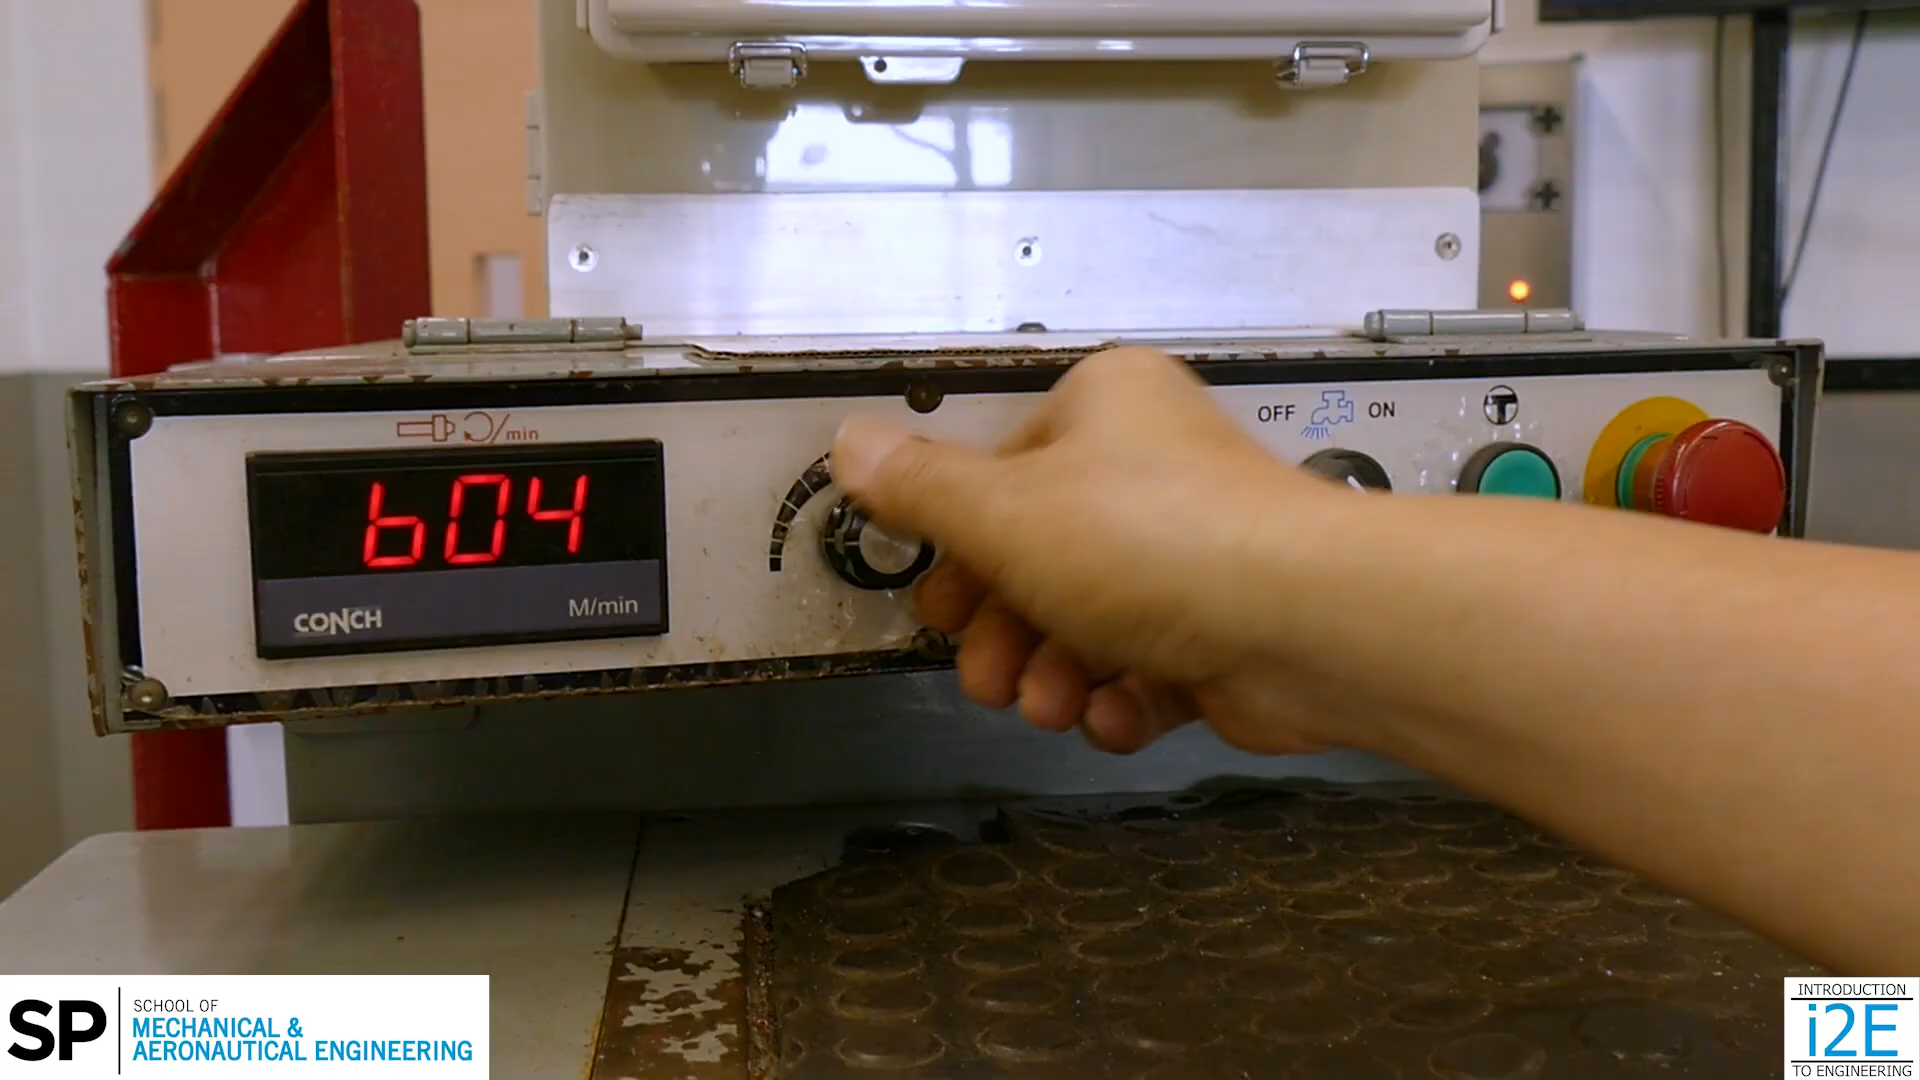 OFF ON
/min
604
CONCH
M/min
SP
SCHOOL OF
MECHANICAL &
AERONAUTICAL ENGINEERING
INTRODUCTION
i2E
TO ENGINEERING